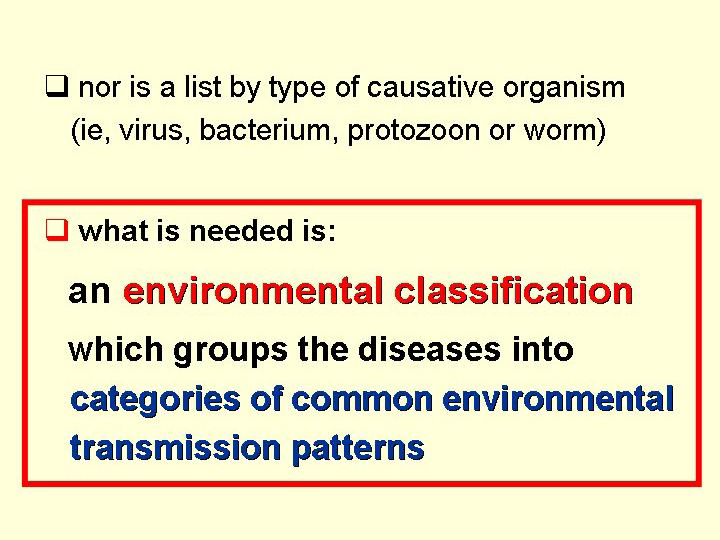 ❑ nor is a list by type of causative organism
(ie, virus, bacterium, protozoon or worm)
❑ what is needed is:
an environmental classification
which groups the diseases into
categories of common environmental
transmission patterns